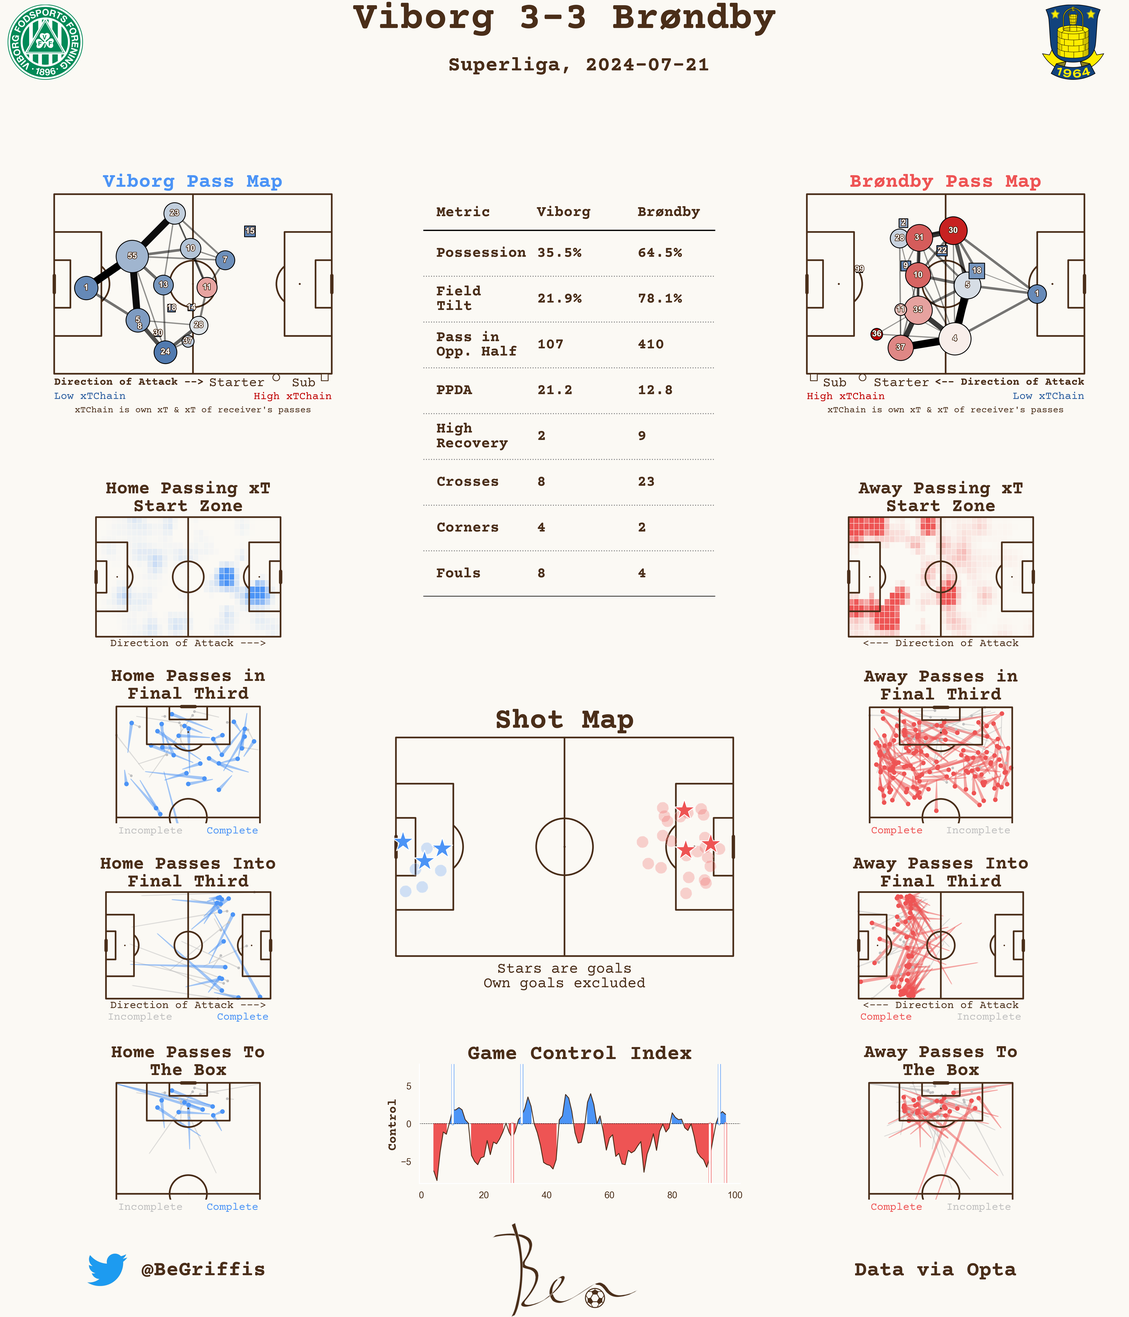 Viborg 3-3 Brøndby
Superliga, 2024-07-21
VIBORG FODSPORTS FORENING
·1896·
1964
Viborg Pass Map
23
15
10
55
7
13
1
11
18
14
5
8
28
30
37
24
Direction of Attack --> Starter Sub
Low xTChain High xTChain
xTChain is own xT & xT of receiver's passes
Metric Viborg Brøndby
Possession 35.5% 64.5%
Field
Tilt 21.9% 78.1%
Pass in
Opp. Half 107 410
PPDA 21.2 12.8
High
Recovery 2 9
Crosses 8 23
Corners 4 2
Fouls 8 4
Brøndby Pass Map
2
28
31
30
22
9
39
10
18
5
1
11
35
36
37
4
Sub Starter <-- Direction of Attack
High xTChain Low xTChain
xTChain is own xT & xT of receiver's passes
Home Passing xT
Start Zone
Direction of Attack --->
Away Passing xT
Start Zone
<--- Direction of Attack
Home Passes in
Final Third
Incomplete Complete
Away Passes in
Final Third
Complete Incomplete
Shot Map
Stars are goals
Own goals excluded
Home Passes Into
Final Third
Direction of Attack --->
Incomplete Complete
Away Passes Into
Final Third
<--- Direction of Attack
Complete Incomplete
Home Passes To
The Box
Incomplete Complete
Game Control Index
Control
5
0
−5
0 20 40 60 80 100
Away Passes To
The Box
Complete Incomplete
@BeGriffis
Ben
Data via Opta